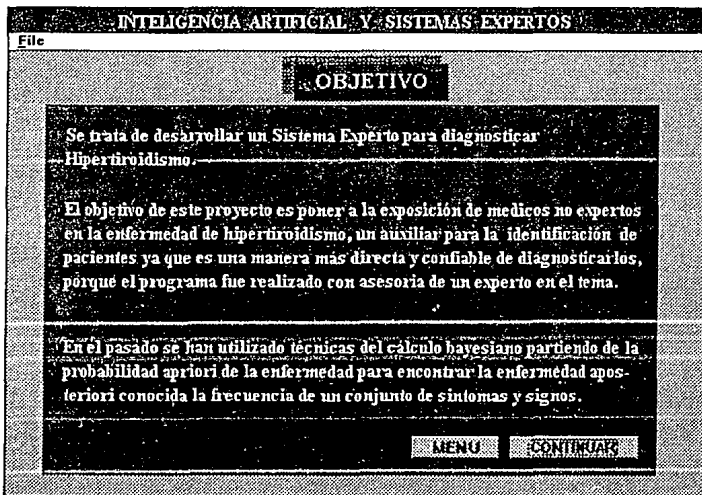 INTELIGENCIA ARTIFICIAL Y SISTEMAS EXPERTOS
File
OBJETIVO
Se trata de desarrollar un Sistema Experto para diagnosticar
Hipertiroidismo.
El objetivo de este proyecto es poner a la exposición de medicos no expertos
en la enfermedad de hipertiroidismo, un auxiliar para la identificación de
pacientes ya que es una manera más directa y confiable de diagnosticarlos,
porque el programa fue realizado con asesoria de un experto en el tema.
En el pasado se han utilizado tecnicas del calculo bayesiano partiendo de la
probabilidad apriori de la enfermedad para encontrar la enfermedad apos-
teriori conocida la frecuencia de un conjunto de sintomas y signos.
MENU CONTINUAR